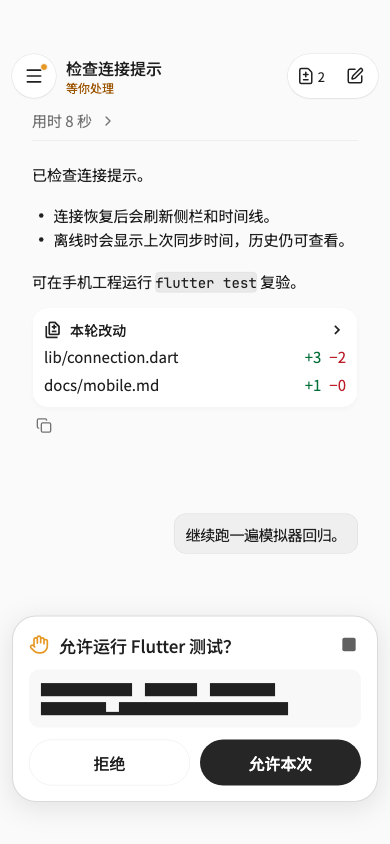 检查连接提示
等你处理
2
用时 8 秒
已检查连接提示。
• 连接恢复后会刷新侧栏和时间线。
• 离线时会显示上次同步时间，历史仍可查看。
可在手机工程运行 flutter test 复验。
本轮改动
lib/connection.dart +3 −2
docs/mobile.md +1 −0
继续跑一遍模拟器回归。
允许运行 Flutter 测试？
拒绝
允许本次